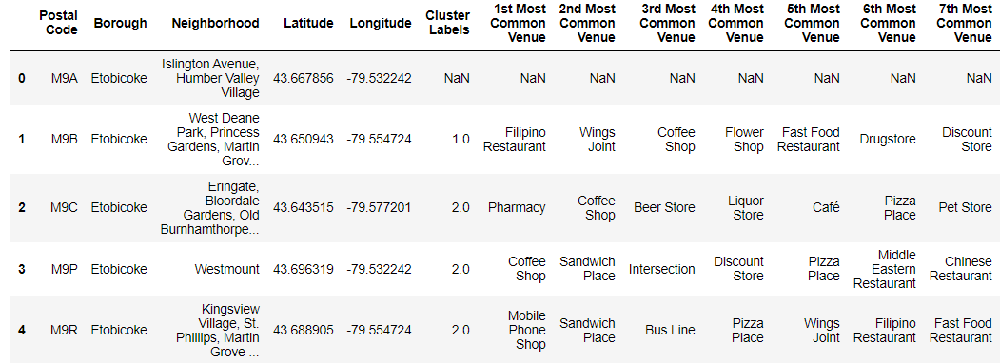 Postal Code Borough Neighborhood Latitude Longitude Cluster Labels 1st Most Common Venue 2nd Most Common Venue 3rd Most Common Venue 4th Most Common Venue 5th Most Common Venue 6th Most Common Venue 7th Most Common Venue
0 M9A Etobicoke Islington Avenue, Humber Valley Village 43.667856 -79.532242 NaN NaN NaN NaN NaN NaN NaN NaN
1 M9B Etobicoke West Deane Park, Princess Gardens, Martin Grov... 43.650943 -79.554724 1.0 Filipino Restaurant Wings Joint Coffee Shop Flower Shop Fast Food Restaurant Drugstore Discount Store
2 M9C Etobicoke Eringate, Bloordale Gardens, Old Burnhamthorpe... 43.643515 -79.577201 2.0 Pharmacy Coffee Shop Beer Store Liquor Store Café Pizza Place Pet Store
3 M9P Etobicoke Westmount 43.696319 -79.532242 2.0 Coffee Shop Sandwich Place Intersection Discount Store Pizza Place Middle Eastern Restaurant Chinese Restaurant
4 M9R Etobicoke Kingsview Village, St. Phillips, Martin Grove ... 43.688905 -79.554724 2.0 Mobile Phone Shop Sandwich Place Bus Line Pizza Place Wings Joint Filipino Restaurant Fast Food Restaurant